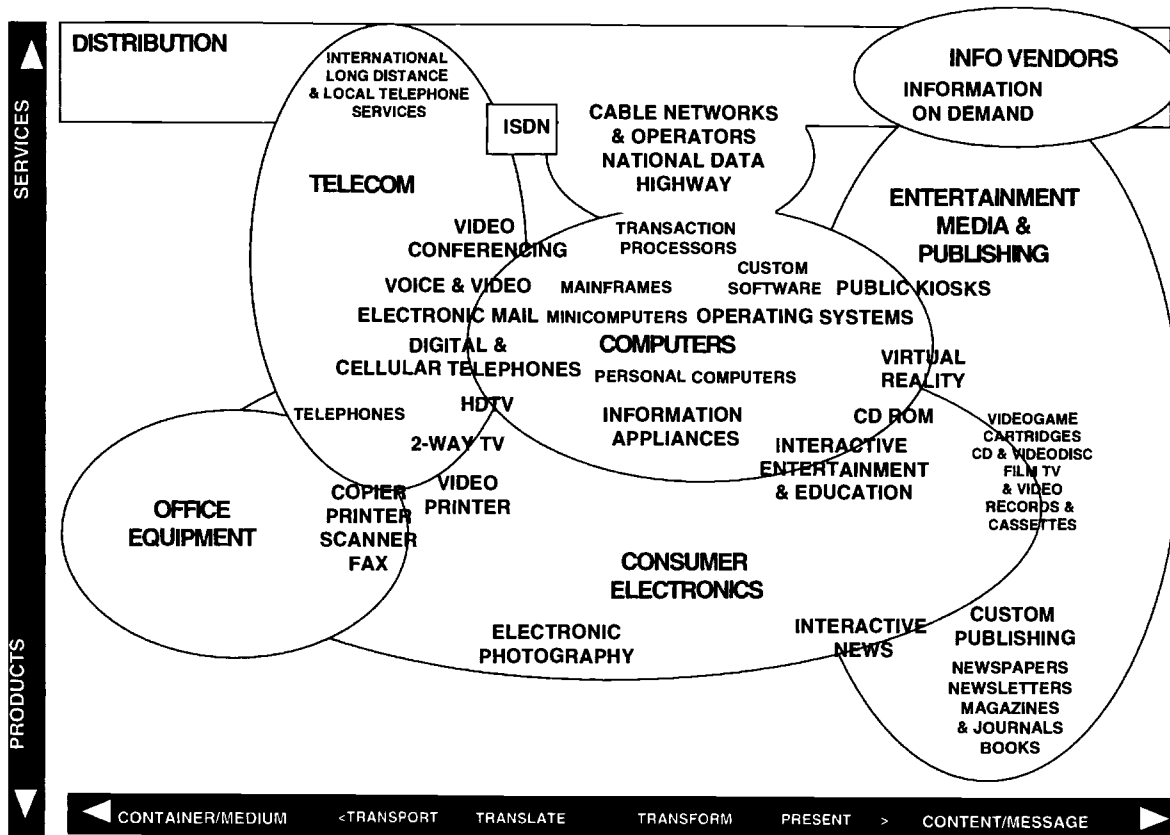 DISTRIBUTION
INTERNATIONAL
LONG DISTANCE
& LOCAL TELEPHONE
SERVICES
ISDN
CABLE NETWORKS
& OPERATORS
NATIONAL DATA
HIGHWAY
INFO VENDORS
INFORMATION
ON DEMAND
SERVICES
PRODUCTS
TELECOM
ENTERTAINMENT
MEDIA &
PUBLISHING
VIDEO
CONFERENCING
TRANSACTION
PROCESSORS
VOICE & VIDEO
MAINFRAMES
CUSTOM
SOFTWARE
PUBLIC KIOSKS
ELECTRONIC MAIL
MINICOMPUTERS
OPERATING SYSTEMS
DIGITAL &
CELLULAR TELEPHONES
COMPUTERS
PERSONAL COMPUTERS
VIRTUAL
REALITY
TELEPHONES
HDTV
2-WAY TV
INFORMATION
APPLIANCES
CD ROM
INTERACTIVE
ENTERTAINMENT
& EDUCATION
VIDEOGAME
CARTRIDGES
CD & VIDEODISC
FILM TV
& VIDEO
RECORDS &
CASSETTES
OFFICE
EQUIPMENT
COPIER
PRINTER
SCANNER
FAX
VIDEO
PRINTER
CONSUMER
ELECTRONICS
ELECTRONIC
PHOTOGRAPHY
INTERACTIVE
NEWS
CUSTOM
PUBLISHING
NEWSPAPERS
NEWSLETTERS
MAGAZINES
& JOURNALS
BOOKS
CONTAINER/MEDIUM <TRANSPORT TRANSLATE TRANSFORM PRESENT > CONTENT/MESSAGE